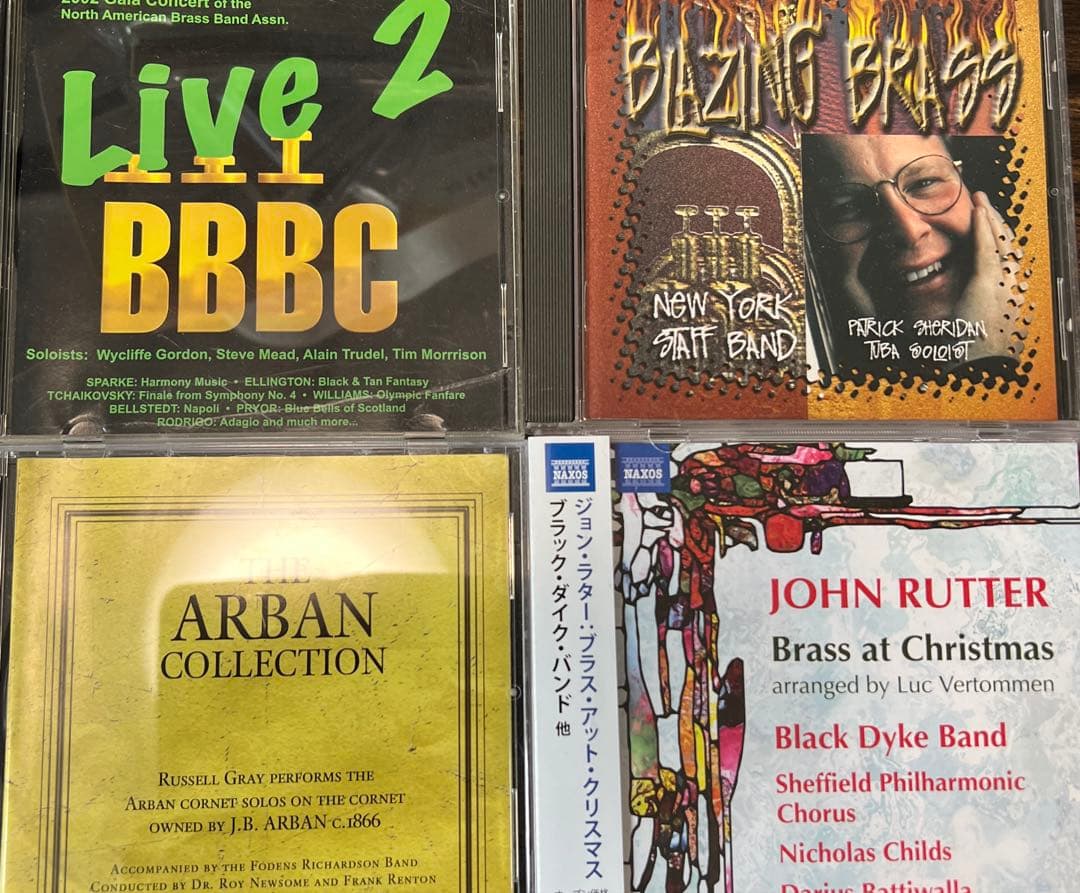 2002 Gala Concert of the
North American Brass Band Assn.
Live 2
BBBC
Soloists: Wycliffe Gordon, Steve Mead, Alain Trudel, Tim Morrrison
SPARKE: Harmony Music • ELLINGTON: Black & Tan Fantasy
TCHAIKOVSKY: Finale from Symphony No. 4 • WILLIAMS: Olympic Fanfare
BELLSTEDT: Napoli • PRYOR: Blue Bells of Scotland
RODRIGO: Adagio and much more...
BLAZING BRASS
NEW YORK
STAFF BAND
PATRICK SHERIDAN
TUBA SOLOIST
THE
ARBAN
COLLECTION
RUSSELL GRAY PERFORMS THE
ARBAN CORNET SOLOS ON THE CORNET
OWNED BY J.B. ARBAN C.1866
ACCOMPANIED BY THE FODENS RICHARDSON BAND
CONDUCTED BY DR. ROY NEWSOME AND FRANK RENTON
NAXOS
ジョン・ラター：ブラス・アット・クリスマス
ブラック・ダイク・バンド 他
NAXOS
JOHN RUTTER
Brass at Christmas
arranged by Luc Vertommen
Black Dyke Band
Sheffield Philharmonic
Chorus
Nicholas Childs
Darius Battiwalla